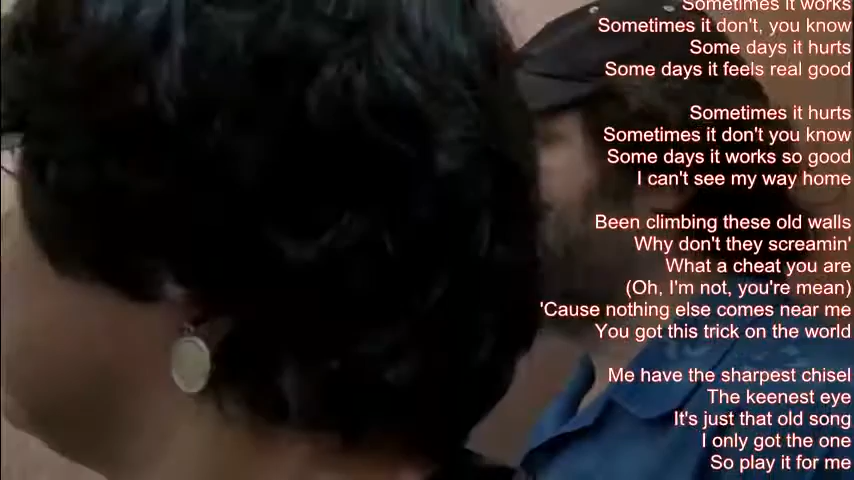 Sometimes it works
Sometimes it don't, you know
Some days it hurts
Some days it feels real good
Sometimes it hurts
Sometimes it don't you know
Some days it works so good
I can't see my way home
Been climbing these old walls
Why don't they screamin'
What a cheat you are
(Oh, I'm not, you're mean)
'Cause nothing else comes near me
You got this trick on the world
Me have the sharpest chisel
The keenest eye
It's just that old song
I only got the one
So play it for me